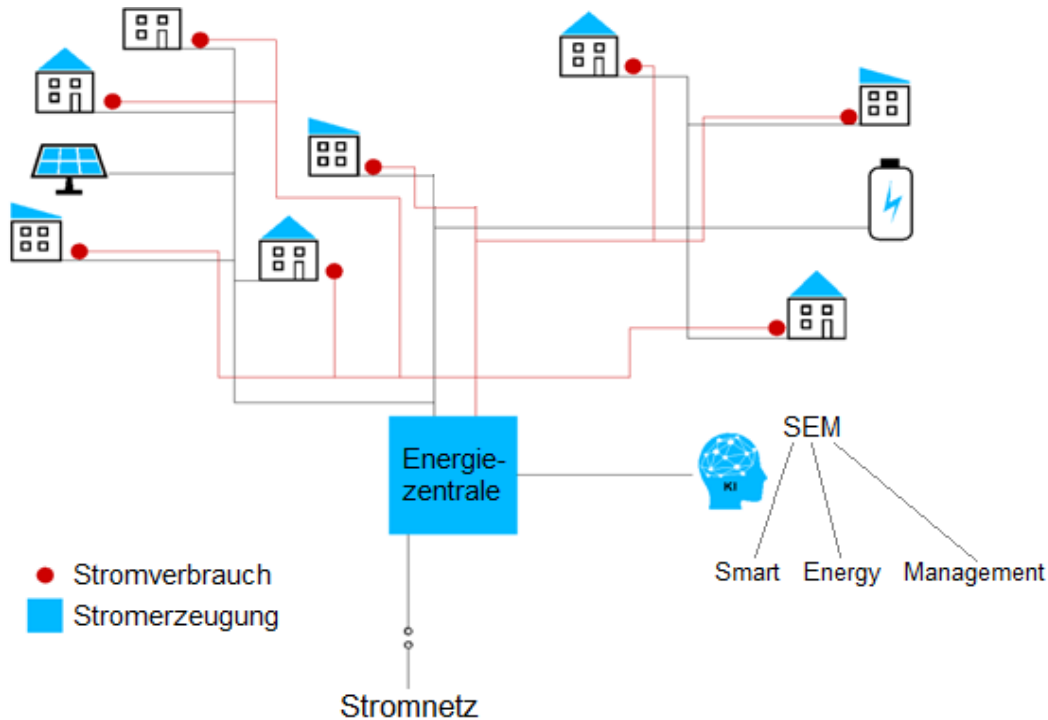 SEM
Energie-
zentrale
KI
Smart Energy Management
Stromverbrauch
Stromerzeugung
Stromnetz